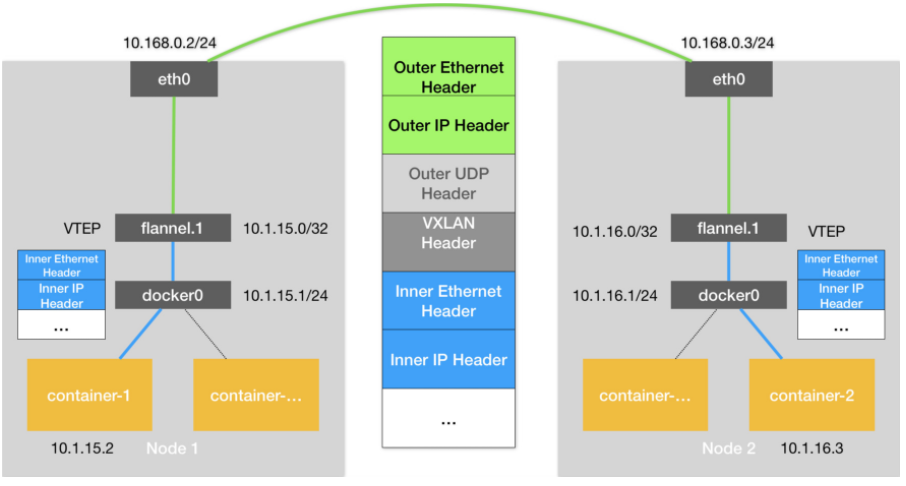 10.168.0.2/24
10.168.0.3/24
eth0
eth0
Outer Ethernet
Header
Outer IP Header
Outer UDP
Header
VXLAN
Header
Inner Ethernet
Header
Inner IP Header
...
VTEP
flannel.1
10.1.15.0/32
Inner Ethernet
Header
Inner IP
Header
...
docker0
10.1.15.1/24
container-1
container-...
10.1.15.2
Node 1
10.1.16.0/32
flannel.1
VTEP
10.1.16.1/24
docker0
Inner Ethernet
Header
Inner IP
Header
...
container-...
container-2
Node 2
10.1.16.3